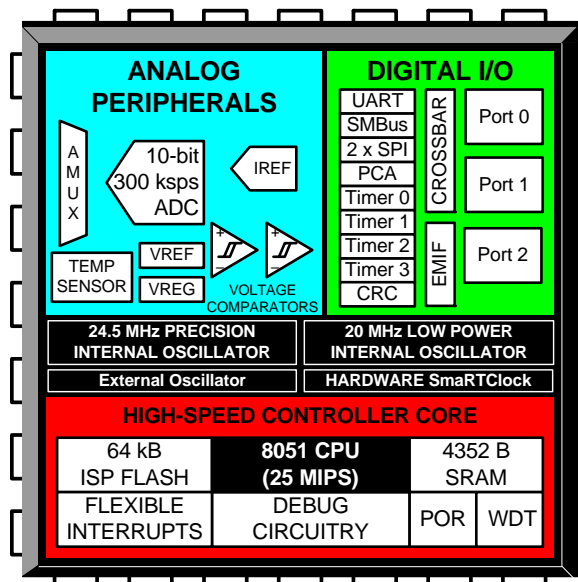 ANALOG
PERIPHERALS
A
M
U
X
10-bit
300 ksps
ADC
IREF
TEMP
SENSOR
VREF
VREG
+
–
+
–
VOLTAGE
COMPARATORS
DIGITAL I/O
UART
SMBus
2 x SPI
PCA
Timer 0
Timer 1
Timer 2
Timer 3
CRC
CROSSBAR
EMIF
Port 0
Port 1
Port 2
24.5 MHz PRECISION
INTERNAL OSCILLATOR
20 MHz LOW POWER
INTERNAL OSCILLATOR
External Oscillator
HARDWARE SmaRTClock
HIGH-SPEED CONTROLLER CORE
64 kB
ISP FLASH
8051 CPU
(25 MIPS)
4352 B
SRAM
FLEXIBLE
INTERRUPTS
DEBUG
CIRCUITRY
POR
WDT